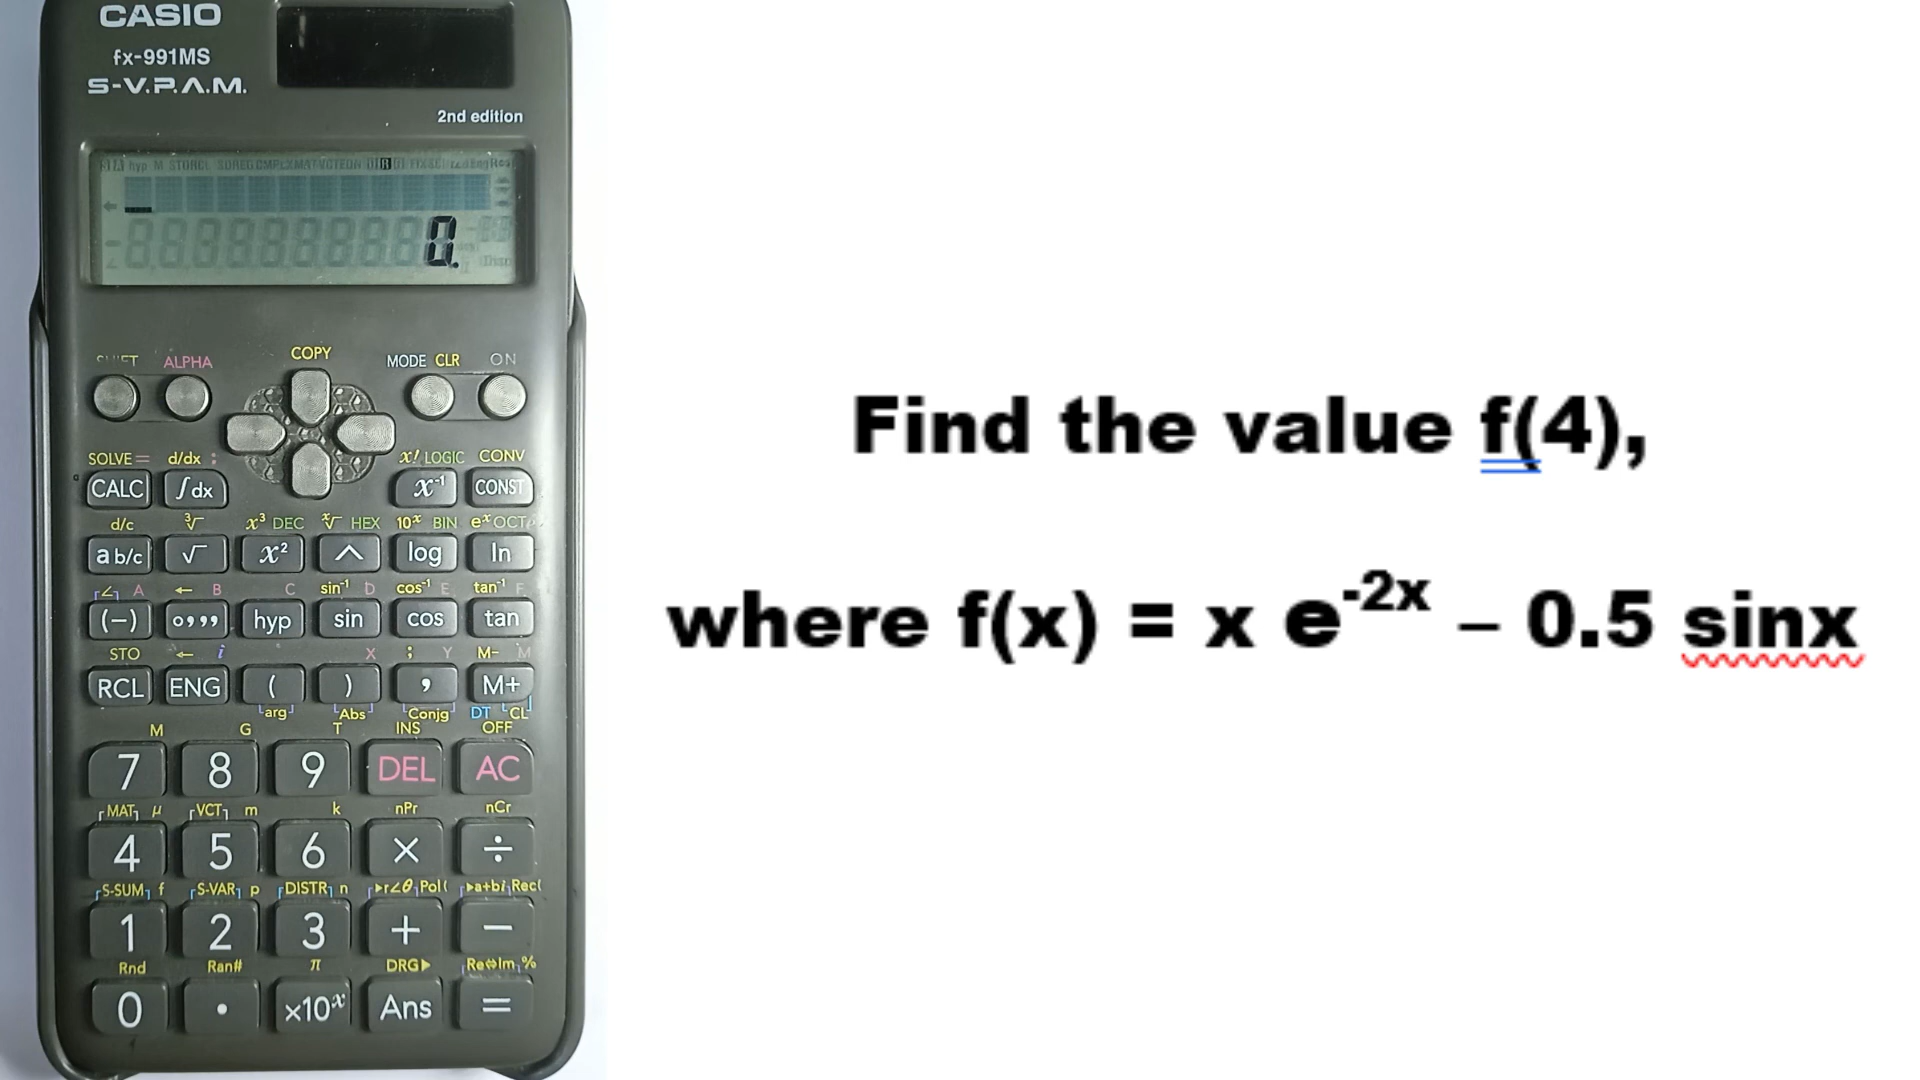 CASIO
fx-991MS
S-V.P.A.M.
2nd edition
0.
SHIFT ALPHA COPY MODE CLR ON
SOLVE = d/dx : x! LOGIC CONV
CALC ∫dx x⁻¹ CONST
d/c ³√ x³ DEC ˣ√ HEX 10ˣ BIN eˣ OCT
a b/c √ x² ^ log ln
∠ A ← B C sin⁻¹ D cos⁻¹ E tan⁻¹ F
(−) o,,, hyp sin cos tan
STO ← i X ; Y M- M
RCL ENG ( ) , M+
arg Abs Conjg DT CL
M G T INS OFF
7 8 9 DEL AC
MAT μ VCT m k nPr nCr
4 5 6 × ÷
S-SUM f S-VAR p DISTR n ▶r∠θ Pol( ▶a+bi Rec(
1 2 3 + −
Rnd Ran# π DRG▶ Re⇔Im %
0 . ×10ˣ Ans =
Find the value f(4),
where f(x) = x e⁻²ˣ – 0.5 sinx